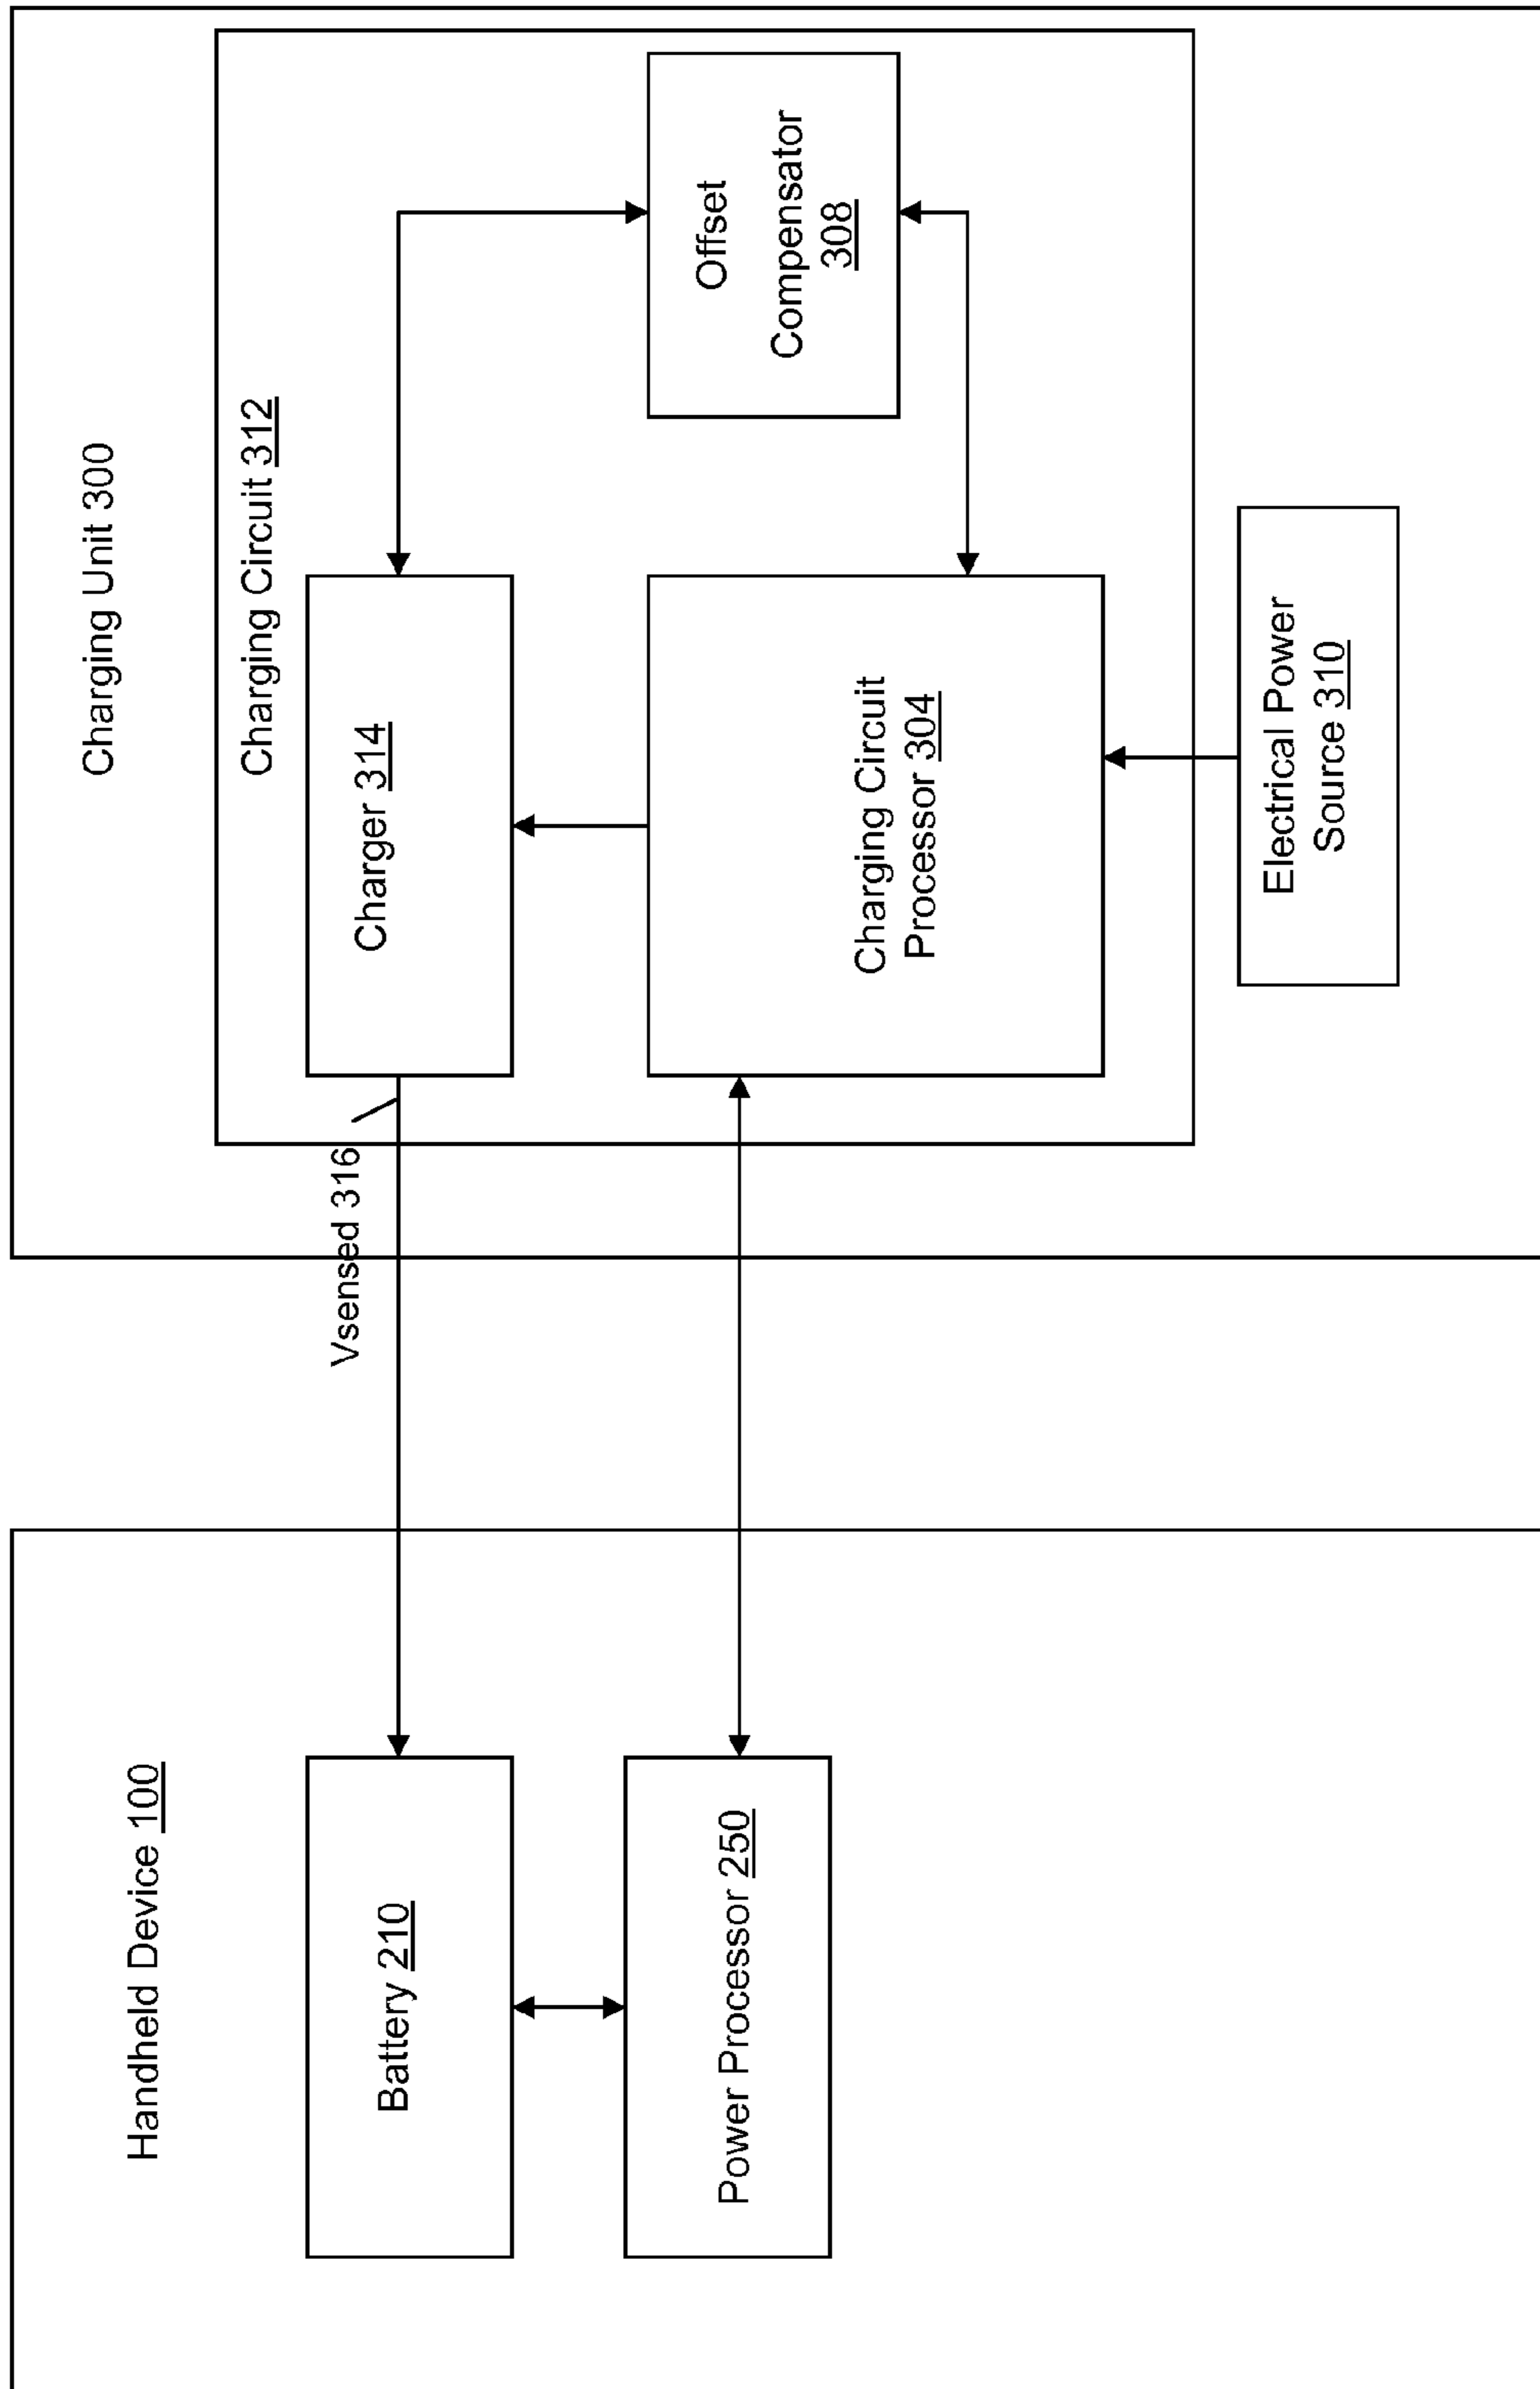 Handheld Device 100
Battery 210
Power Processor 250
Vsensed 316
Charging Unit 300
Charging Circuit 312
Charger 314
Charging Circuit
Processor 304
Offset
Compensator
308
Electrical Power
Source 310